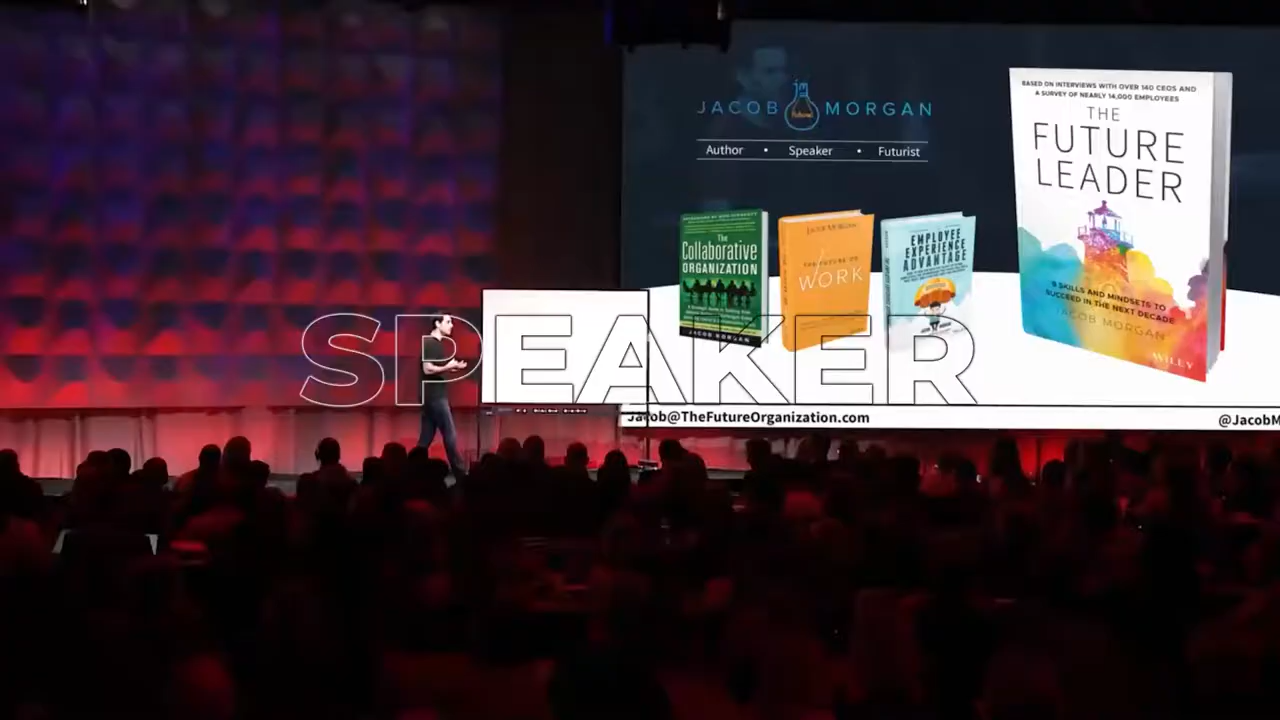 JACOB MORGAN
Author • Speaker • Futurist
BASED ON INTERVIEWS WITH OVER 140 CEOS AND
A SURVEY OF NEARLY 14,000 EMPLOYEES
THE
FUTURE
LEADER
9 SKILLS AND MINDSETS TO
SUCCEED IN THE NEXT DECADE
JACOB MORGAN
WILEY
The
Collaborative
ORGANIZATION
JACOB MORGAN
JACOB MORGAN
THE FUTURE OF
WORK
EMPLOYEE
EXPERIENCE
ADVANTAGE
SPEAKER
Jacob@TheFutureOrganization.com
@JacobM